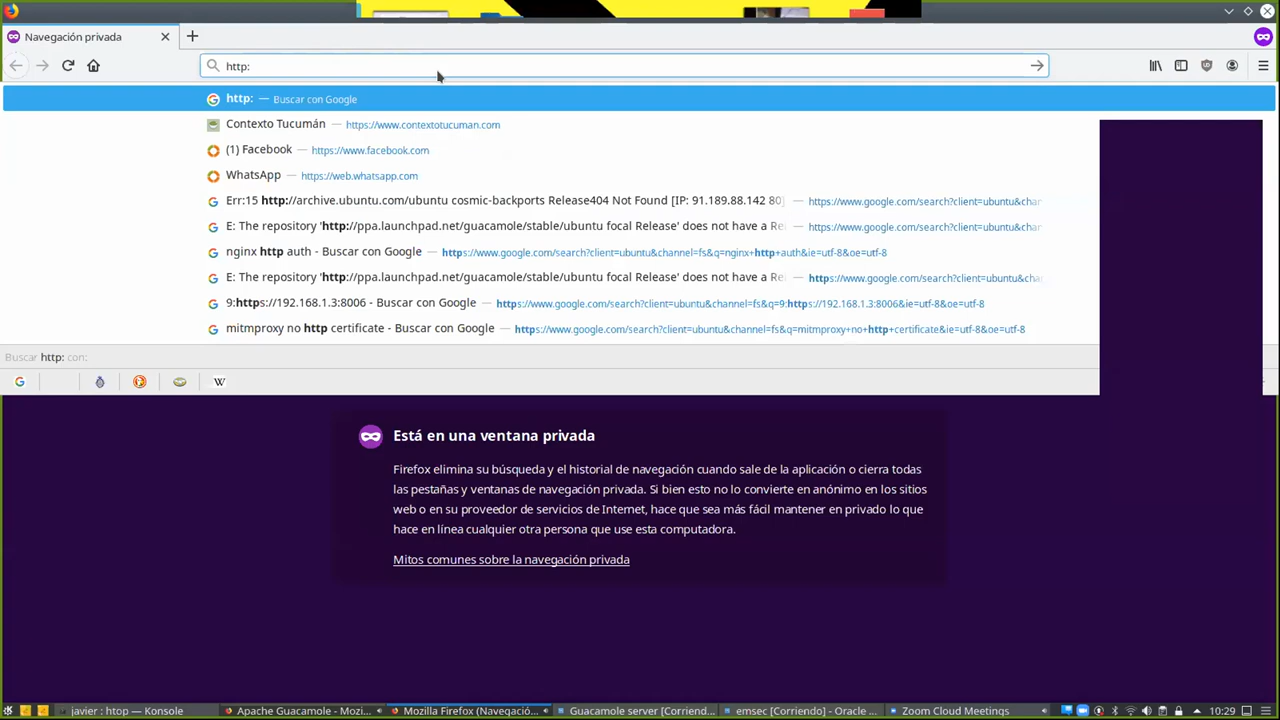 Navegación privada
http:
http: — Buscar con Google
Contexto Tucumán — https://www.contextotucuman.com
(1) Facebook — https://www.facebook.com
WhatsApp — https://web.whatsapp.com
Err:15 http://archive.ubuntu.com/ubuntu cosmic-backports Release404 Not Found [IP: 91.189.88.142 80] — https://www.google.com/search?client=ubuntu&chan
E: The repository 'http://ppa.launchpad.net/guacamole/stable/ubuntu focal Release' does not have a Re — https://www.google.com/search?client=ubuntu&chan
nginx http auth - Buscar con Google — https://www.google.com/search?client=ubuntu&channel=fs&q=nginx+http+auth&ie=utf-8&oe=utf-8
E: The repository 'http://ppa.launchpad.net/guacamole/stable/ubuntu focal Release' does not have a Re — https://www.google.com/search?client=ubuntu&chan
9:https://192.168.1.3:8006 - Buscar con Google — https://www.google.com/search?client=ubuntu&channel=fs&q=9:https://192.168.1.3:8006&ie=utf-8&oe=utf-8
mitmproxy no http certificate - Buscar con Google — https://www.google.com/search?client=ubuntu&channel=fs&q=mitmproxy+no+http+certificate&ie=utf-8&oe=utf-8
Buscar http: con:
W
Está en una ventana privada
Firefox elimina su búsqueda y el historial de navegación cuando sale de la aplicación o cierra todas
las pestañas y ventanas de navegación privada. Si bien esto no lo convierte en anónimo en los sitios
web o en su proveedor de servicios de Internet, hace que sea más fácil mantener en privado lo que
hace en línea cualquier otra persona que use esta computadora.
Mitos comunes sobre la navegación privada
javier : htop — Konsole
Apache Guacamole - Mozi...
Mozilla Firefox (Navegació...
Guacamole server [Corriend...
emsec [Corriendo] - Oracle ...
Zoom Cloud Meetings
10:29